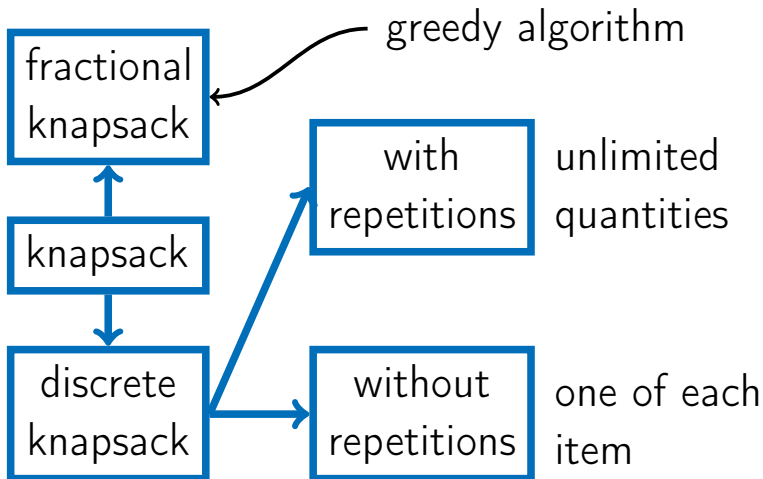 greedy algorithm
fractional
knapsack
with
repetitions
unlimited
quantities
knapsack
discrete
knapsack
without
repetitions
one of each
item